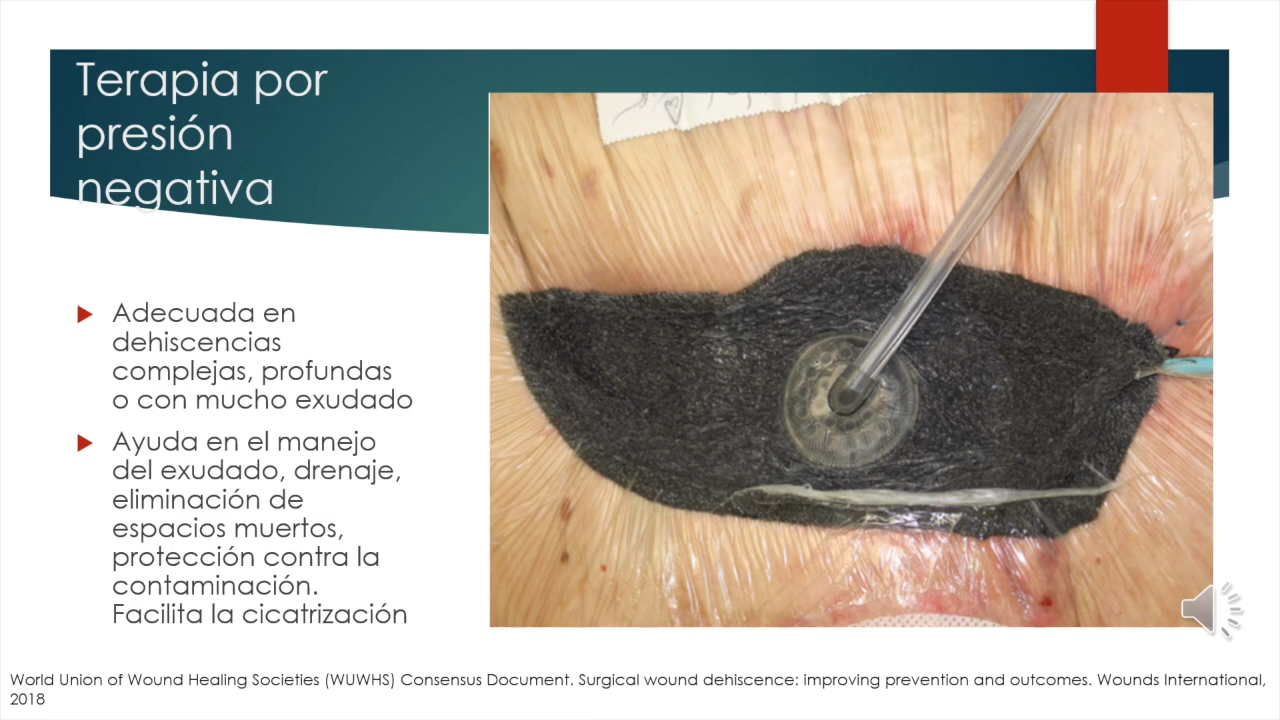 Terapia por
presión
negativa
Adecuada en
dehiscencias
complejas, profundas
o con mucho exudado
Ayuda en el manejo
del exudado, drenaje,
eliminación de
espacios muertos,
protección contra la
contaminación.
Facilita la cicatrización
World Union of Wound Healing Societies (WUWHS) Consensus Document. Surgical wound dehiscence: improving prevention and outcomes. Wounds International,
2018